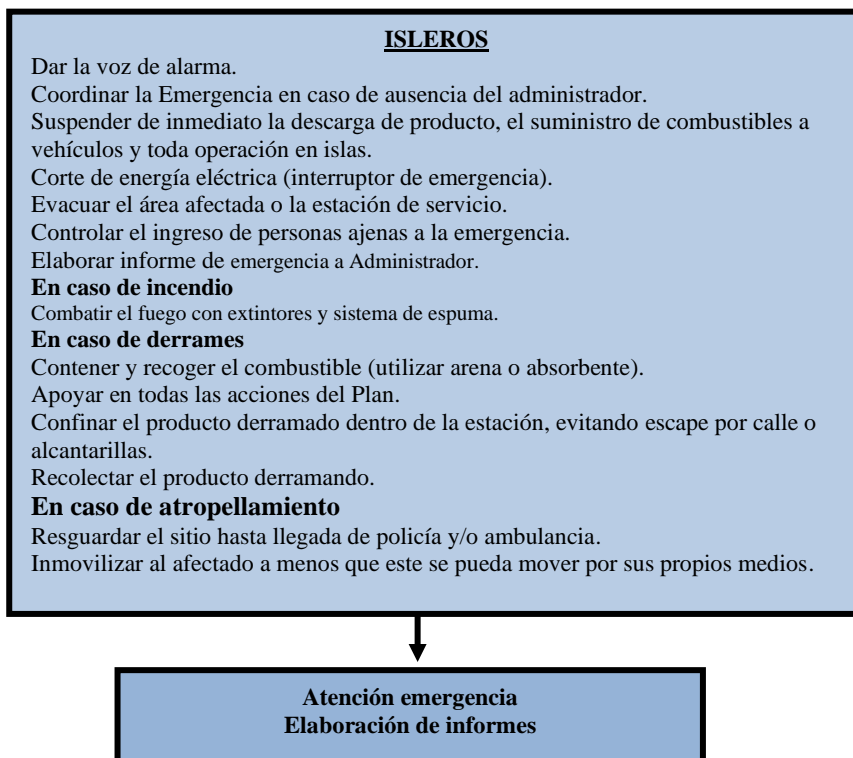 ISLEROS
Dar la voz de alarma.
Coordinar la Emergencia en caso de ausencia del administrador.
Suspender de inmediato la descarga de producto, el suministro de combustibles a
vehículos y toda operación en islas.
Corte de energía eléctrica (interruptor de emergencia).
Evacuar el área afectada o la estación de servicio.
Controlar el ingreso de personas ajenas a la emergencia.
Elaborar informe de emergencia a Administrador.
En caso de incendio
Combatir el fuego con extintores y sistema de espuma.
En caso de derrames
Contener y recoger el combustible (utilizar arena o absorbente).
Apoyar en todas las acciones del Plan.
Confinar el producto derramado dentro de la estación, evitando escape por calle o
alcantarillas.
Recolectar el producto derramando.
En caso de atropellamiento
Resguardar el sitio hasta llegada de policía y/o ambulancia.
Inmovilizar al afectado a menos que este se pueda mover por sus propios medios.
Atención emergencia
Elaboración de informes